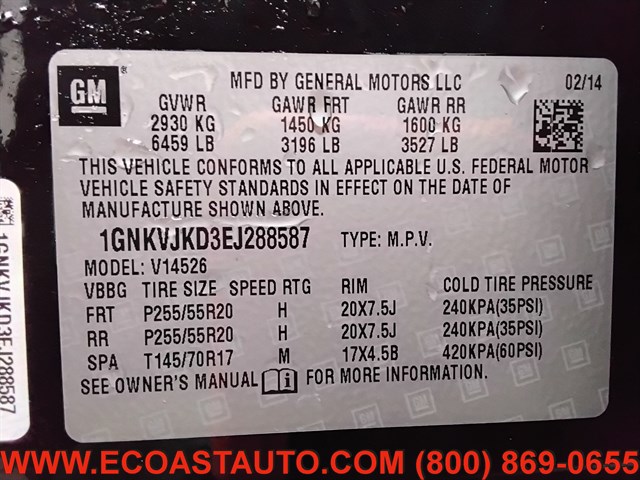 GM
®
MFD BY GENERAL MOTORS LLC
02/14
GVWR GAWR FRT GAWR RR
2930 KG 1450 KG 1600 KG
6459 LB 3196 LB 3527 LB
THIS VEHICLE CONFORMS TO ALL APPLICABLE U.S. FEDERAL MOTOR
VEHICLE SAFETY STANDARDS IN EFFECT ON THE DATE OF
MANUFACTURE SHOWN ABOVE.
1GNKVJKD3EJ288587 TYPE: M.P.V.
MODEL: V14526
VBBG TIRE SIZE SPEED RTG RIM COLD TIRE PRESSURE
FRT P255/55R20 H 20X7.5J 240KPA(35PSI)
RR P255/55R20 H 20X7.5J 240KPA(35PSI)
SPA T145/70R17 M 17X4.5B 420KPA(60PSI)
SEE OWNER'S MANUAL FOR MORE INFORMATION.
1GNKVJKD3EJ288587
WWW.ECOASTAUTO.COM (800) 869-0655